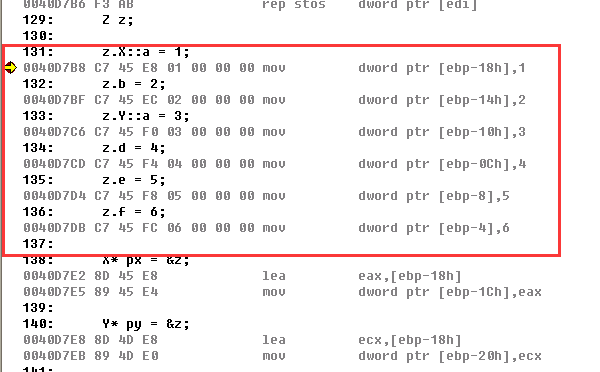 0040D7B6 F3 AB rep stos dword ptr [edi]
129: Z z;
130:
131: z.X::a = 1;
0040D7B8 C7 45 E8 01 00 00 00 mov dword ptr [ebp-18h],1
132: z.b = 2;
0040D7BF C7 45 EC 02 00 00 00 mov dword ptr [ebp-14h],2
133: z.Y::a = 3;
0040D7C6 C7 45 F0 03 00 00 00 mov dword ptr [ebp-10h],3
134: z.d = 4;
0040D7CD C7 45 F4 04 00 00 00 mov dword ptr [ebp-0Ch],4
135: z.e = 5;
0040D7D4 C7 45 F8 05 00 00 00 mov dword ptr [ebp-8],5
136: z.f = 6;
0040D7DB C7 45 FC 06 00 00 00 mov dword ptr [ebp-4],6
137:
138: X* px = &z;
0040D7E2 8D 45 E8 lea eax,[ebp-18h]
0040D7E5 89 45 E4 mov dword ptr [ebp-1Ch],eax
139:
140: Y* py = &z;
0040D7E8 8D 4D E8 lea ecx,[ebp-18h]
0040D7EB 89 4D E0 mov dword ptr [ebp-20h],ecx
141: